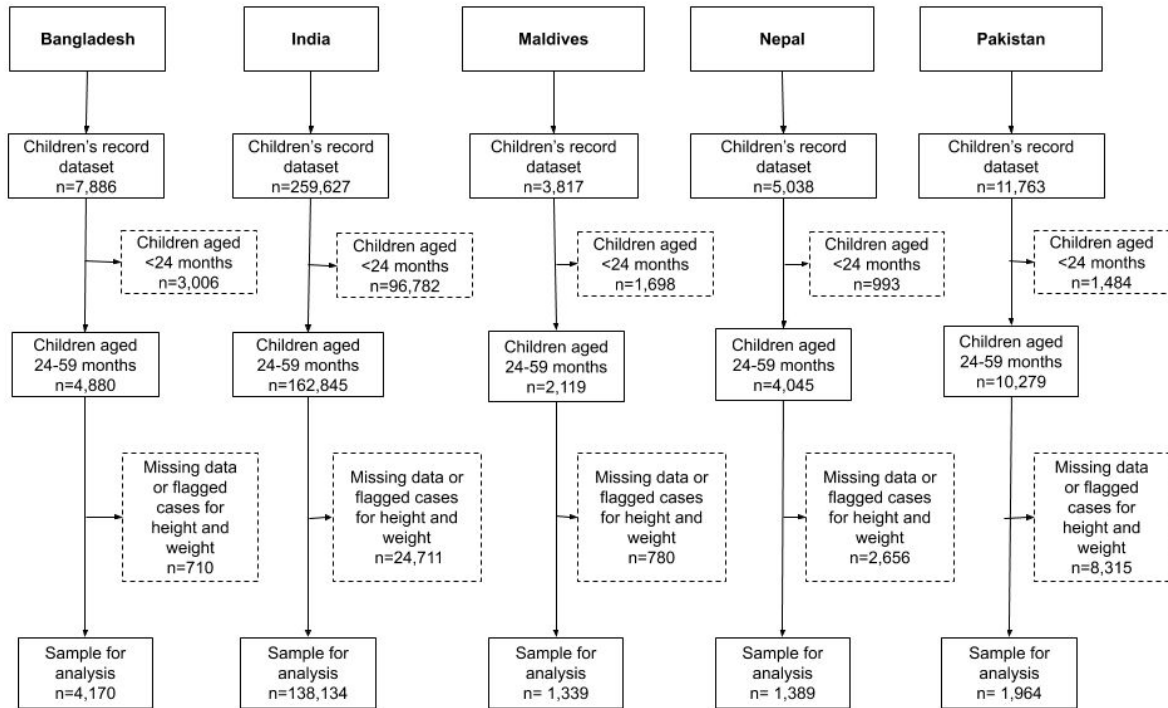 Bangladesh
India
Maldives
Nepal
Pakistan
Children's record
dataset
n=7,886
Children's record
dataset
n=259,627
Children's record
dataset
n=3,817
Children's record
dataset
n=5,038
Children's record
dataset
n=11,763
Children aged
<24 months
n=3,006
Children aged
<24 months
n=96,782
Children aged
<24 months
n=1,698
Children aged
<24 months
n=993
Children aged
<24 months
n=1,484
Children aged
24-59 months
n=4,880
Children aged
24-59 months
n=162,845
Children aged
24-59 months
n=2,119
Children aged
24-59 months
n=4,045
Children aged
24-59 months
n=10,279
Missing data
or flagged
cases for
height and
weight
n=710
Missing data or
flagged cases
for height and
weight
n=24,711
Missing data or
flagged cases
for height and
weight
n=780
Missing data or
flagged cases
for height and
weight
n=2,656
Missing data
or flagged
cases for
height and
weight
n=8,315
Sample for
analysis
n=4,170
Sample for
analysis
n=138,134
Sample for
analysis
n= 1,339
Sample for
analysis
n= 1,389
Sample for
analysis
n= 1,964